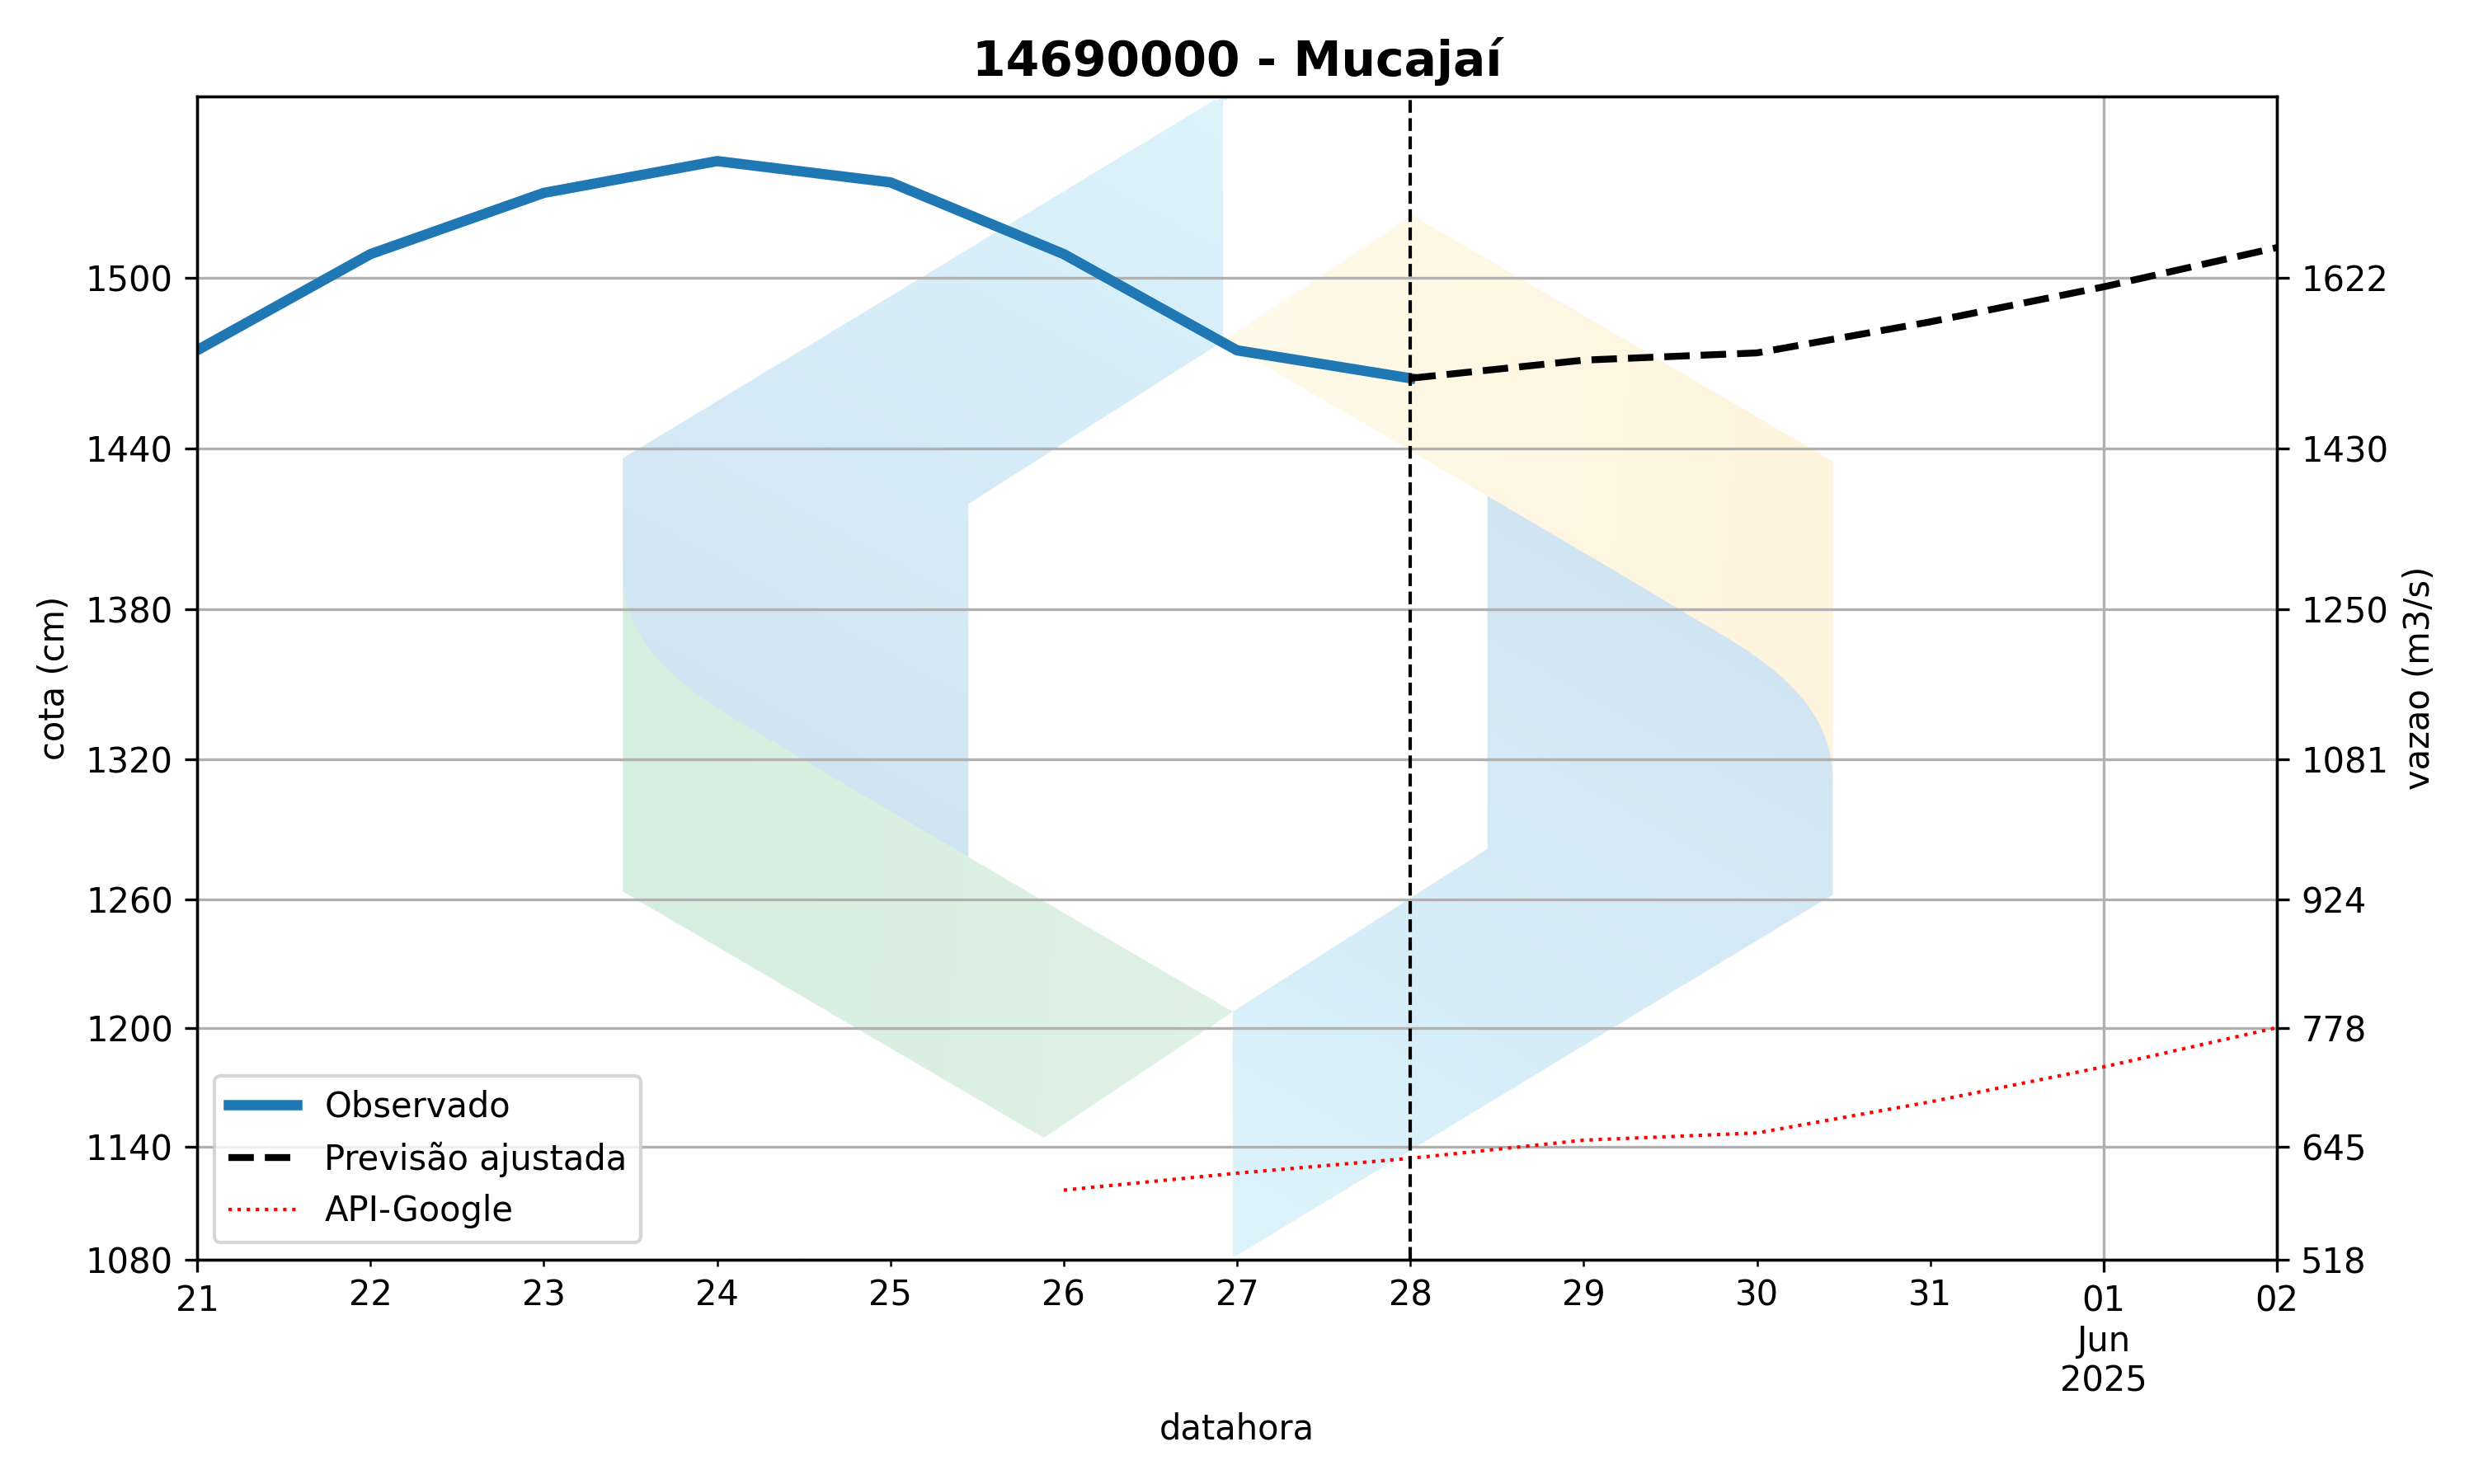 14690000 - Mucajaí
cota (cm)
1500
1440
1380
1320
1260
1200
1140
1080
1622
1430
1250
1081
924
778
645
518
vazao (m3/s)
Observado
Previsão ajustada
API-Google
21 22 23 24 25 26 27 28 29 30 31 01 02
Jun
2025
datahora